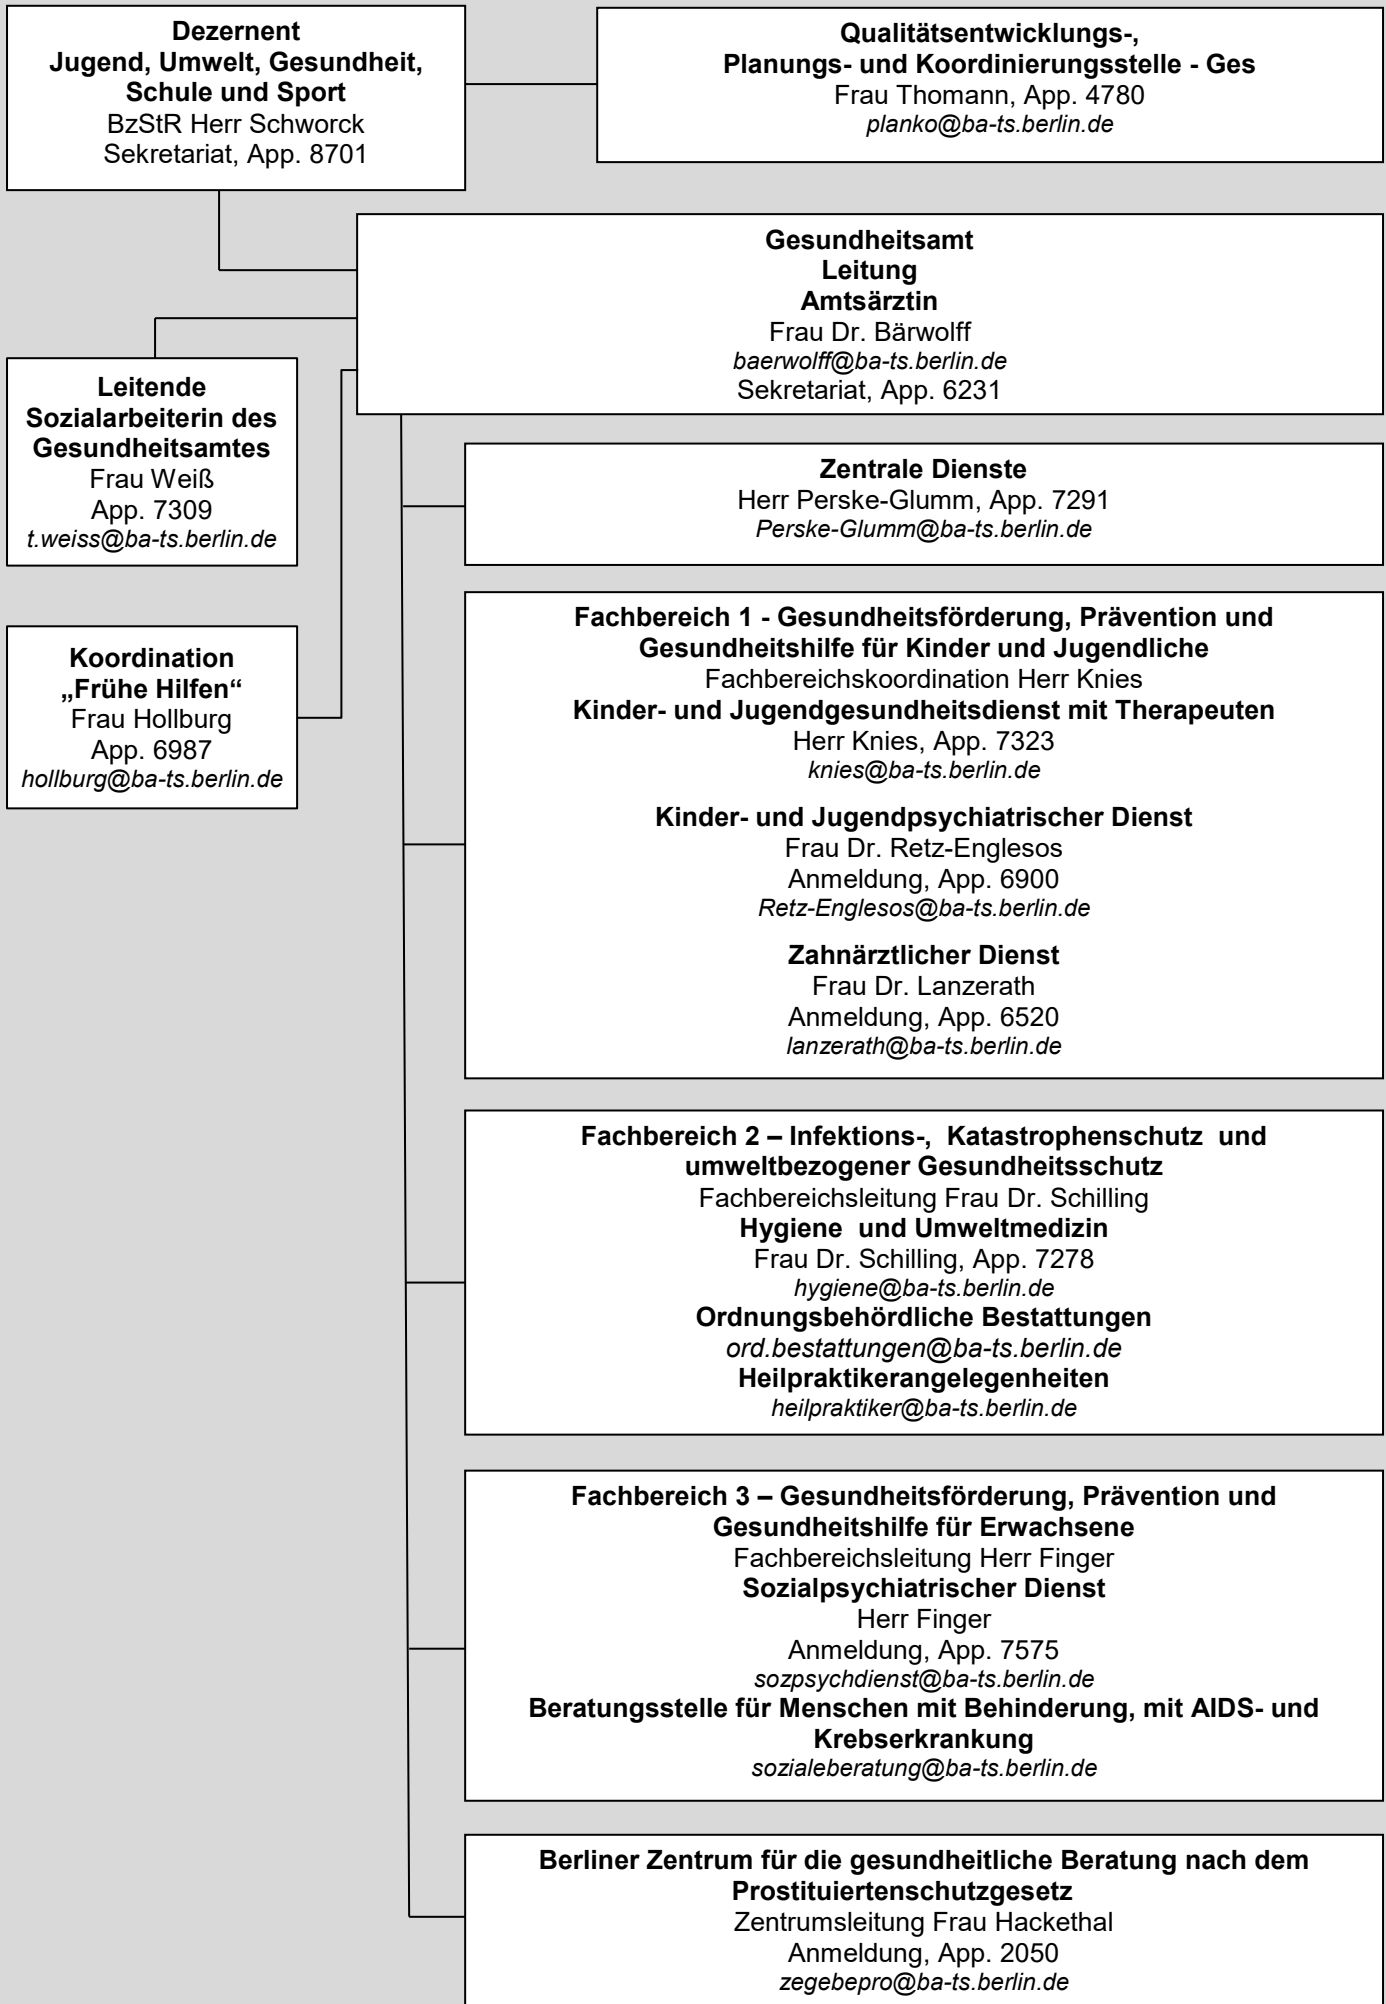 Dezernent
Jugend, Umwelt, Gesundheit,
Schule und Sport
BzStR Herr Schworck
Sekretariat, App. 8701
Qualitätsentwicklungs-,
Planungs- und Koordinierungsstelle - Ges
Frau Thomann, App. 4780
planko@ba-ts.berlin.de
Gesundheitsamt
Leitung
Amtsärztin
Frau Dr. Bärwolff
baerwolff@ba-ts.berlin.de
Sekretariat, App. 6231
Leitende
Sozialarbeiterin des
Gesundheitsamtes
Frau Weiß
App. 7309
t.weiss@ba-ts.berlin.de
Koordination
„Frühe Hilfen“
Frau Hollburg
App. 6987
hollburg@ba-ts.berlin.de
Zentrale Dienste
Herr Perske-Glumm, App. 7291
Perske-Glumm@ba-ts.berlin.de
Fachbereich 1 - Gesundheitsförderung, Prävention und
Gesundheitshilfe für Kinder und Jugendliche
Fachbereichskoordination Herr Knies
Kinder- und Jugendgesundheitsdienst mit Therapeuten
Herr Knies, App. 7323
knies@ba-ts.berlin.de
Kinder- und Jugendpsychiatrischer Dienst
Frau Dr. Retz-Englesos
Anmeldung, App. 6900
Retz-Englesos@ba-ts.berlin.de
Zahnärztlicher Dienst
Frau Dr. Lanzerath
Anmeldung, App. 6520
lanzerath@ba-ts.berlin.de
Fachbereich 2 – Infektions-, Katastrophenschutz und
umweltbezogener Gesundheitsschutz
Fachbereichsleitung Frau Dr. Schilling
Hygiene und Umweltmedizin
Frau Dr. Schilling, App. 7278
hygiene@ba-ts.berlin.de
Ordnungsbehördliche Bestattungen
ord.bestattungen@ba-ts.berlin.de
Heilpraktikerangelegenheiten
heilpraktiker@ba-ts.berlin.de
Fachbereich 3 – Gesundheitsförderung, Prävention und
Gesundheitshilfe für Erwachsene
Fachbereichsleitung Herr Finger
Sozialpsychiatrischer Dienst
Herr Finger
Anmeldung, App. 7575
sozpsychdienst@ba-ts.berlin.de
Beratungsstelle für Menschen mit Behinderung, mit AIDS- und
Krebserkrankung
sozialeberatung@ba-ts.berlin.de
Berliner Zentrum für die gesundheitliche Beratung nach dem
Prostituiertenschutzgesetz
Zentrumsleitung Frau Hackethal
Anmeldung, App. 2050
zegebepro@ba-ts.berlin.de